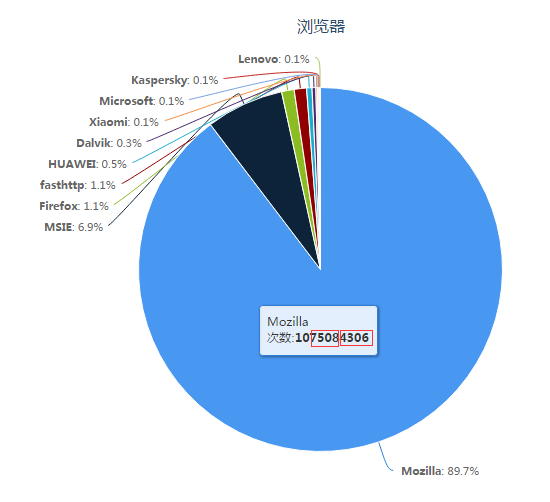 浏览器
Lenovo: 0.1%
Kaspersky: 0.1%
Microsoft: 0.1%
Xiaomi: 0.1%
Dalvik: 0.3%
HUAWEI: 0.5%
fasthttp: 1.1%
Firefox: 1.1%
MSIE: 6.9%
Mozilla
次数:1075084306
Mozilla: 89.7%